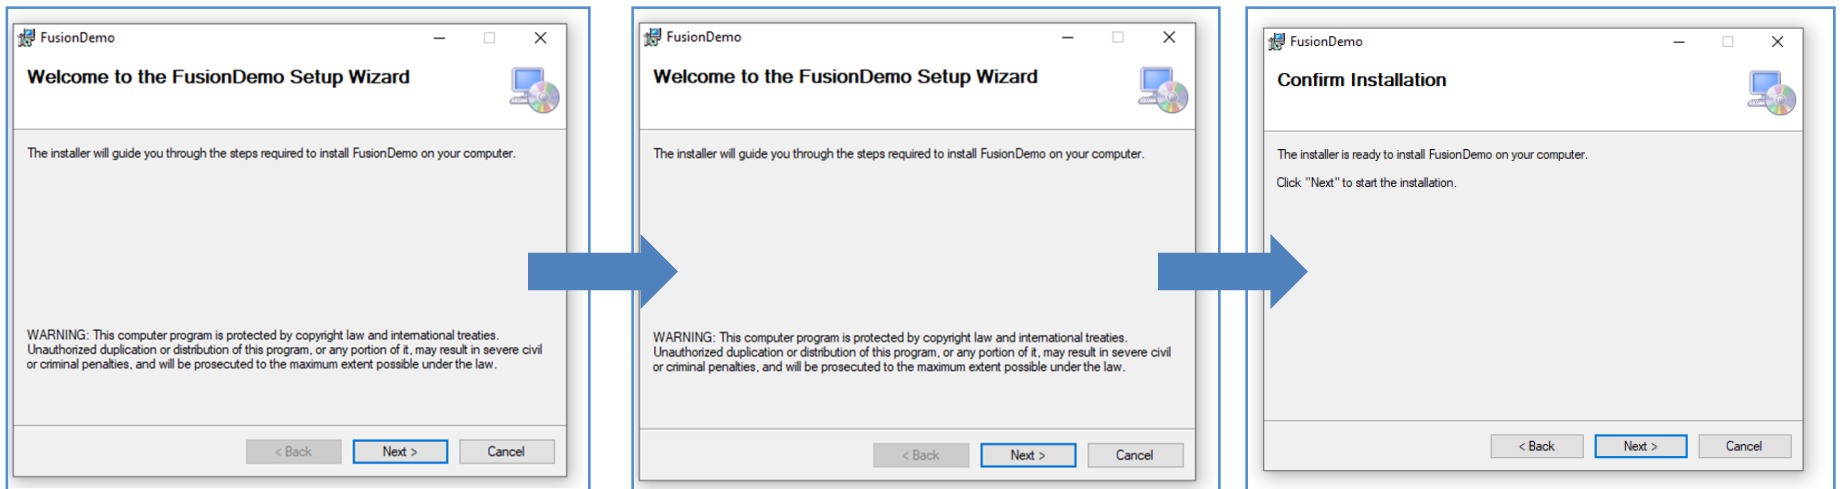 FusionDemo
Welcome to the FusionDemo Setup Wizard
The installer will guide you through the steps required to install FusionDemo on your computer.
WARNING: This computer program is protected by copyright law and international treaties.
Unauthorized duplication or distribution of this program, or any portion of it, may result in severe civil
or criminal penalties, and will be prosecuted to the maximum extent possible under the law.
< Back Next > Cancel
FusionDemo
Welcome to the FusionDemo Setup Wizard
The installer will guide you through the steps required to install FusionDemo on your computer.
WARNING: This computer program is protected by copyright law and international treaties.
Unauthorized duplication or distribution of this program, or any portion of it, may result in severe civil
or criminal penalties, and will be prosecuted to the maximum extent possible under the law.
< Back Next > Cancel
FusionDemo
Confirm Installation
The installer is ready to install FusionDemo on your computer.
Click "Next" to start the installation.
< Back Next > Cancel